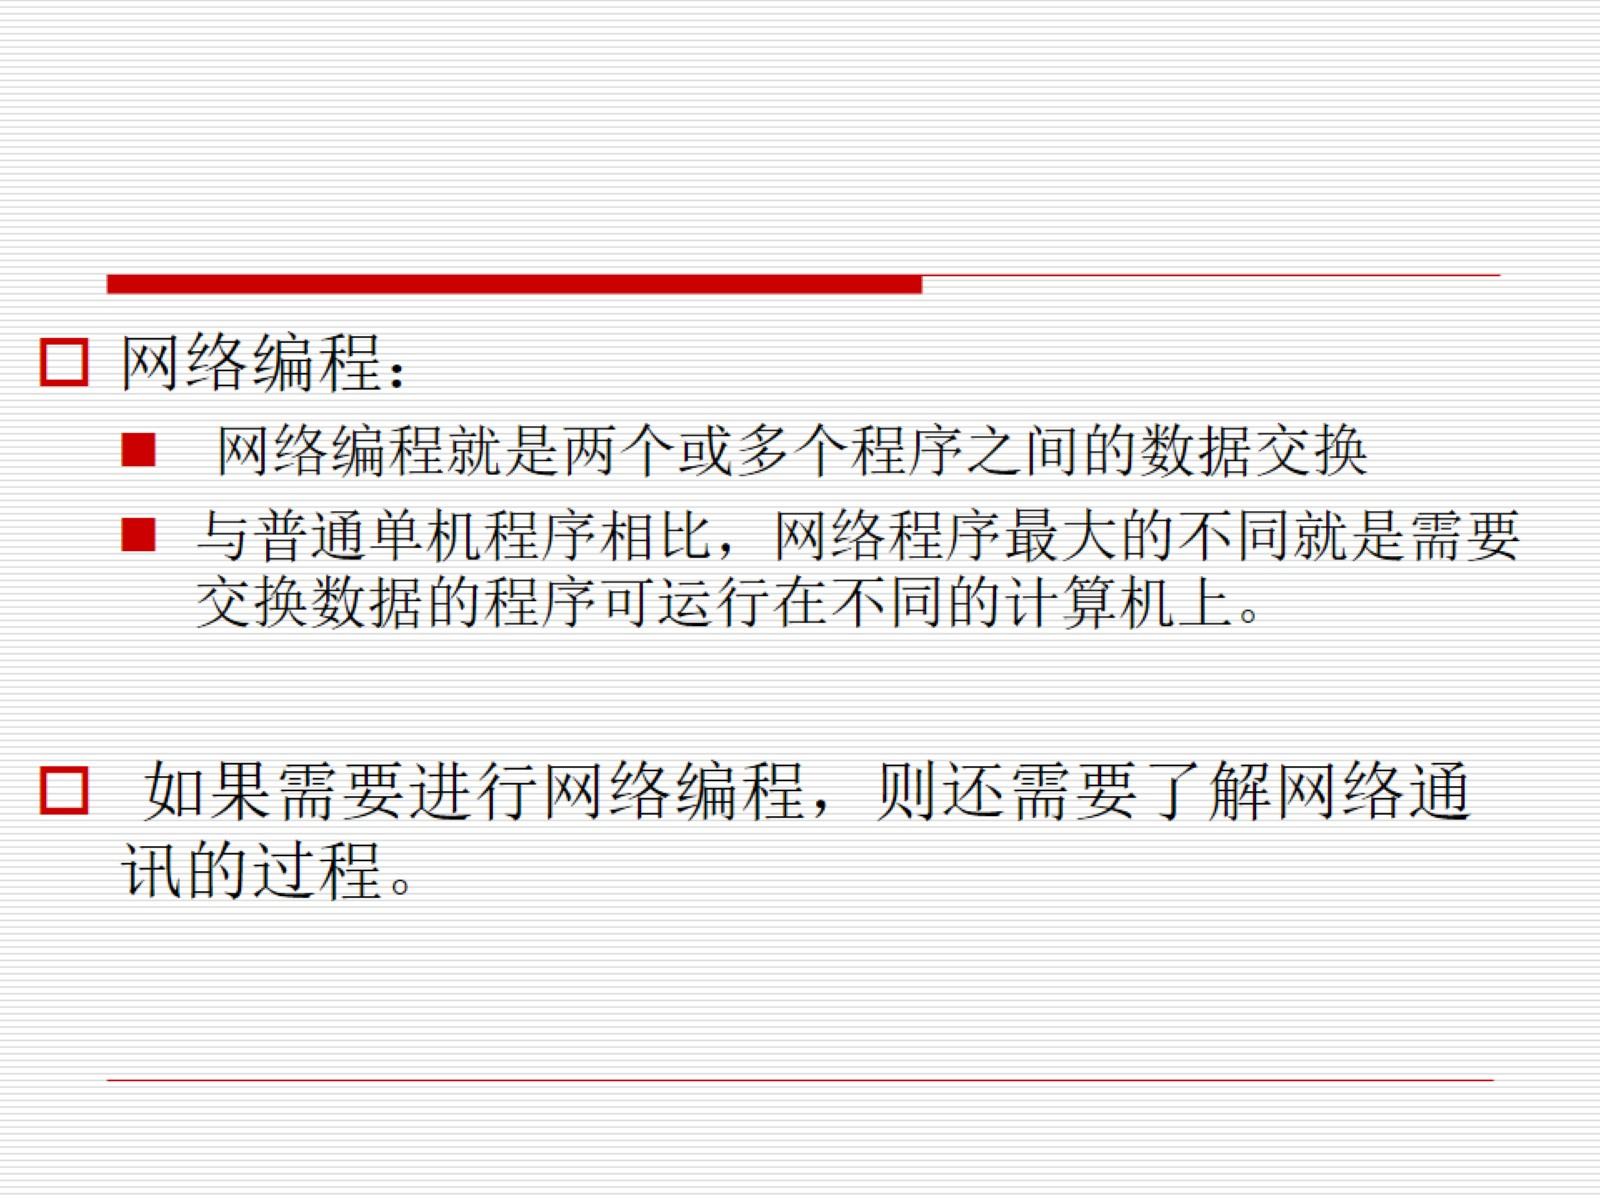 网络编程：
网络编程就是两个或多个程序之间的数据交换
与普通单机程序相比，网络程序最大的不同就是需要
交换数据的程序可运行在不同的计算机上。
如果需要进行网络编程，则还需要了解网络通
讯的过程。